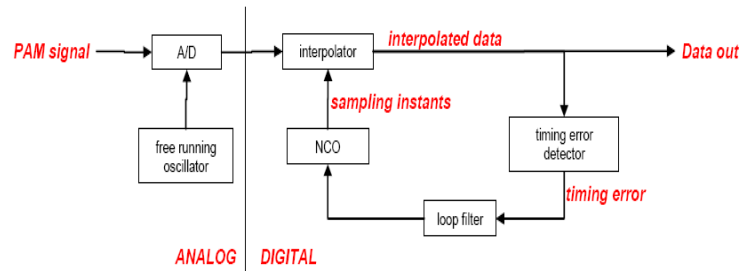 PAM signal
A/D
interpolator
interpolated data
Data out
sampling instants
free running
oscillator
NCO
timing error
detector
timing error
loop filter
ANALOG
DIGITAL